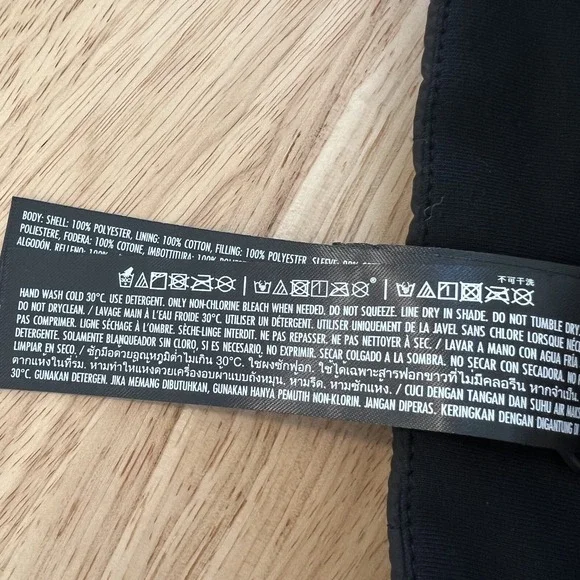 BODY: SHELL: 100% POLYESTER, LINING: 100% COTTON, FILLING: 100% POLYESTER, SLEEVE:
POLIESTERE, FODERA: 100% COTONE, IMBOTTITURA: 100%
ALGODÓN, RELLENO:
不可干洗
HAND WASH COLD 30°C. USE DETERGENT. ONLY NON-CHLORINE BLEACH WHEN NEEDED. DO NOT SQUEEZE. LINE DRY IN SHADE. DO NOT TUMBLE DRY
DO NOT DRYCLEAN. / LAVAGE MAIN À L'EAU FROIDE 30°C. UTILISER UN DÉTERGENT. UTILISER UNIQUEMENT DE LA JAVEL SANS CHLORE LORSQUE
PAS COMPRIMER. LIGNE SÉCHAGE À L'OMBRE. SÈCHE-LINGE INTERDIT. NE PAS REPASSER. NE PAS NETTOYER À SEC. / LAVAR A MANO CON AGUA FRÍA
DETERGENTE. SOLAMENTE BLANQUEADOR SIN CLORO, SI ES NECESARIO. NO EXPRIMIR. SECAR COLGADO A LA SOMBRA. NO SECAR CON SECADORA. NO
LIMPIAR EN SECO. / ซักมือด้วยอุณหภูมิต่ำไม่เกิน 30°C. ใช้ผงซักฟอก. ใช้ได้เฉพาะสารฟอกขาวที่ไม่มีคลอรีน หากจำเป็น.
ตากแห้งในที่ร่ม. ห้ามทำให้แห้งด้วยเครื่องอบผ้าแบบถังหมุน. ห้ามรีด. ห้ามซักแห้ง. / CUCI DENGAN TANGAN DAN SUHU AIR
30°C. GUNAKAN DETERGEN. JIKA MEMANG DIBUTUHKAN, GUNAKAN HANYA PEMUTIH NON-KLORIN. JANGAN DIPERAS. KERINGKAN DENGAN DIGANTUNG DI